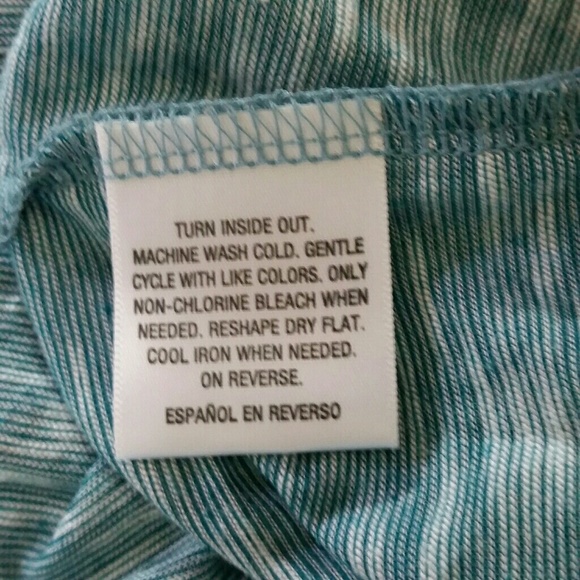 TURN INSIDE OUT.
MACHINE WASH COLD. GENTLE
CYCLE WITH LIKE COLORS. ONLY
NON-CHLORINE BLEACH WHEN
NEEDED. RESHAPE DRY FLAT.
COOL IRON WHEN NEEDED.
ON REVERSE.
ESPAÑOL EN REVERSO